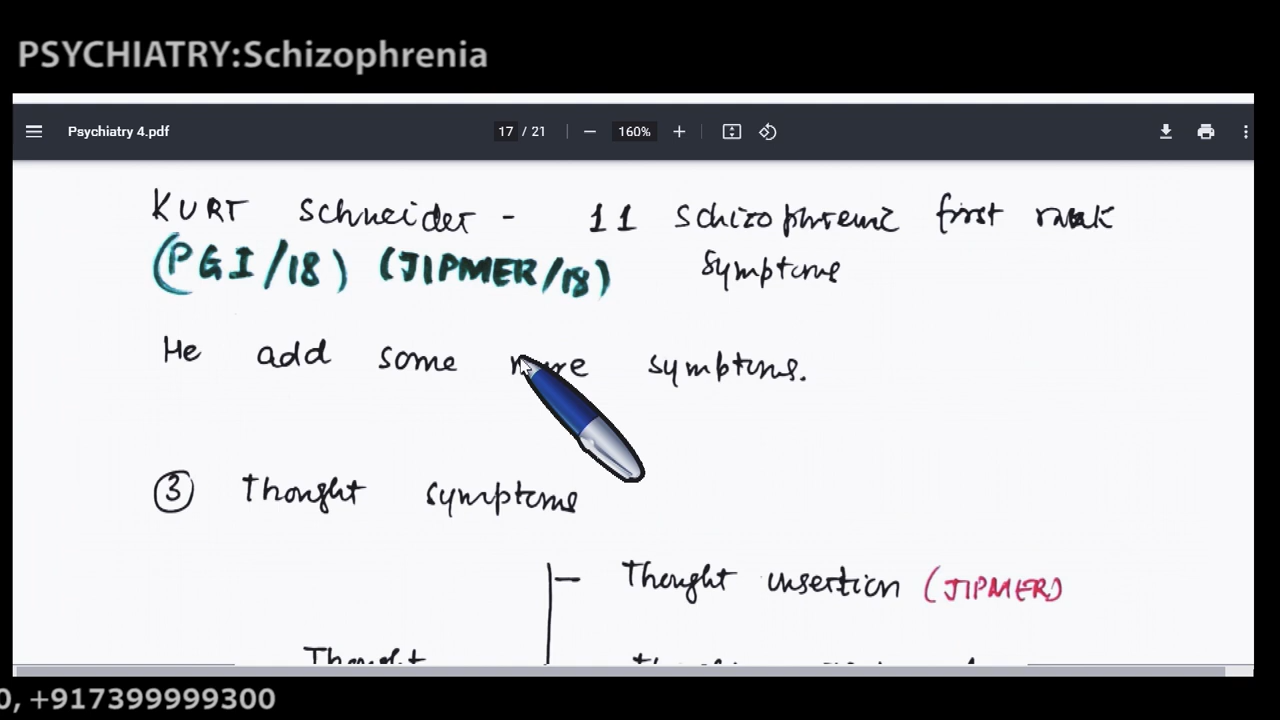 PSYCHIATRY:Schizophrenia
Psychiatry 4.pdf
17 / 21
160%
KURT Schneider - 11 Schizophrenic first rank
(PGI/18) (JIPMER/18) Symptoms
He add some more symptoms.
3 Thought symptoms
Thought insertion (JIPMER)
Thought
0, +917399999300